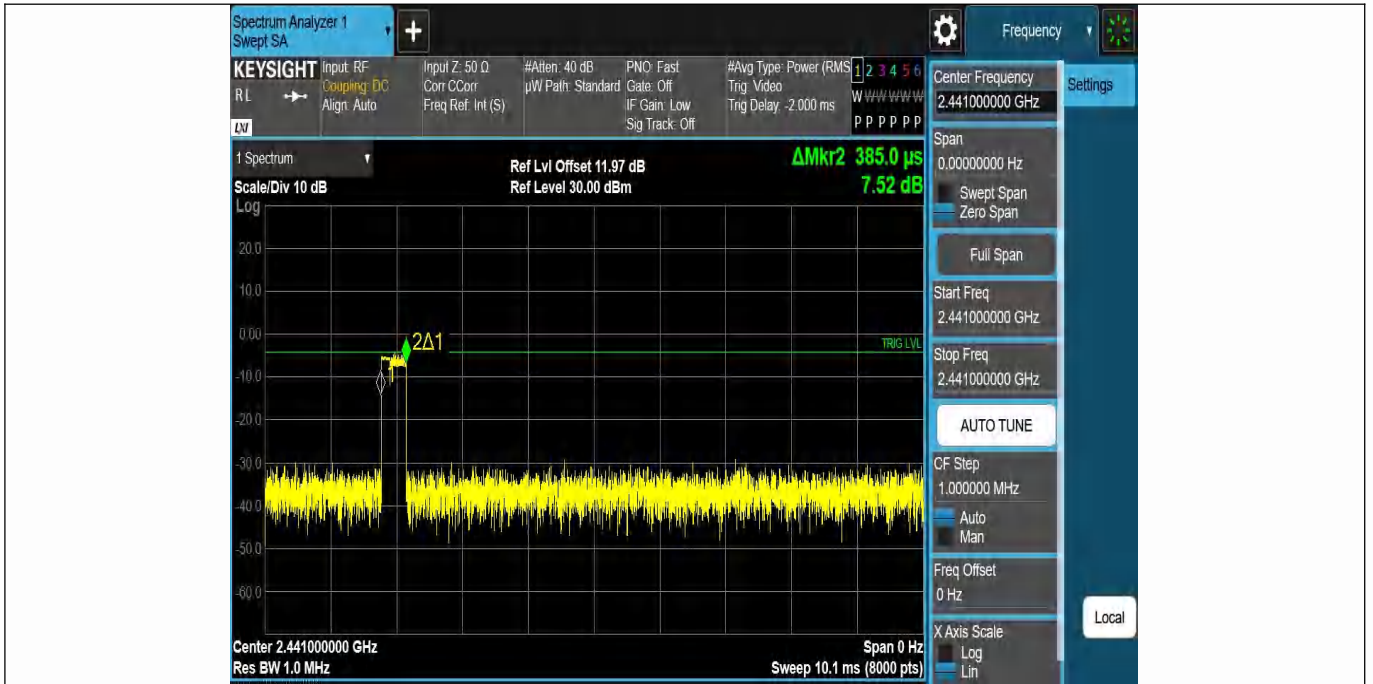 Spectrum Analyzer 1
Swept SA
+
Frequency
KEYSIGHT
RL
LXI
Input: RF
Coupling: DC
Align: Auto
Input Z: 50 Ω
Corr CCorr
Freq Ref: Int (S)
#Atten: 40 dB
µW Path: Standard
PNO: Fast
Gate: Off
IF Gain: Low
Sig Track: Off
#Avg Type: Power (RMS
Trig: Video
Trig Delay: -2.000 ms
1 2 3 4 5 6
W W W W W W
P P P P P P
1 Spectrum
Scale/Div 10 dB
Log
Ref Lvl Offset 11.97 dB
Ref Level 30.00 dBm
ΔMkr2 385.0 µs
7.52 dB
20.0
10.0
0.00
-10.0
-20.0
-30.0
-40.0
-50.0
-60.0
2Δ1
TRIG LVL
Center 2.441000000 GHz
Res BW 1.0 MHz
Span 0 Hz
Sweep 10.1 ms (8000 pts)
Center Frequency
2.441000000 GHz
Settings
Span
0.00000000 Hz
Swept Span
Zero Span
Full Span
Start Freq
2.441000000 GHz
Stop Freq
2.441000000 GHz
AUTO TUNE
CF Step
1.000000 MHz
Auto
Man
Freq Offset
0 Hz
Local
X Axis Scale
Log
Lin